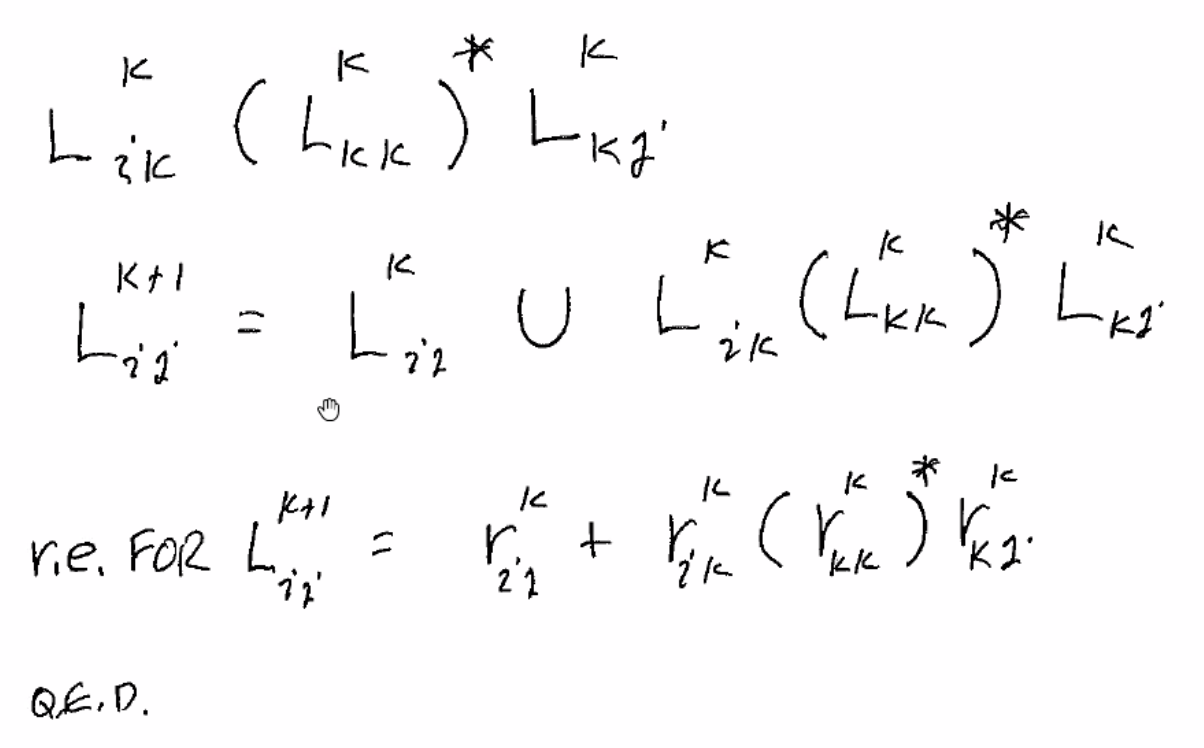 L_{ik}^{k} (L_{kk}^{k})^{*} L_{kj}^{k}
L_{ij}^{k+1} = L_{ij}^{k} ∪ L_{ik}^{k} (L_{kk}^{k})^{*} L_{kj}^{k}
r.e. FOR L_{ij}^{k+1} = r_{ij}^{k} + r_{ik}^{k} (r_{kk}^{k})^{*} r_{kj}^{k}
Q.E.D.